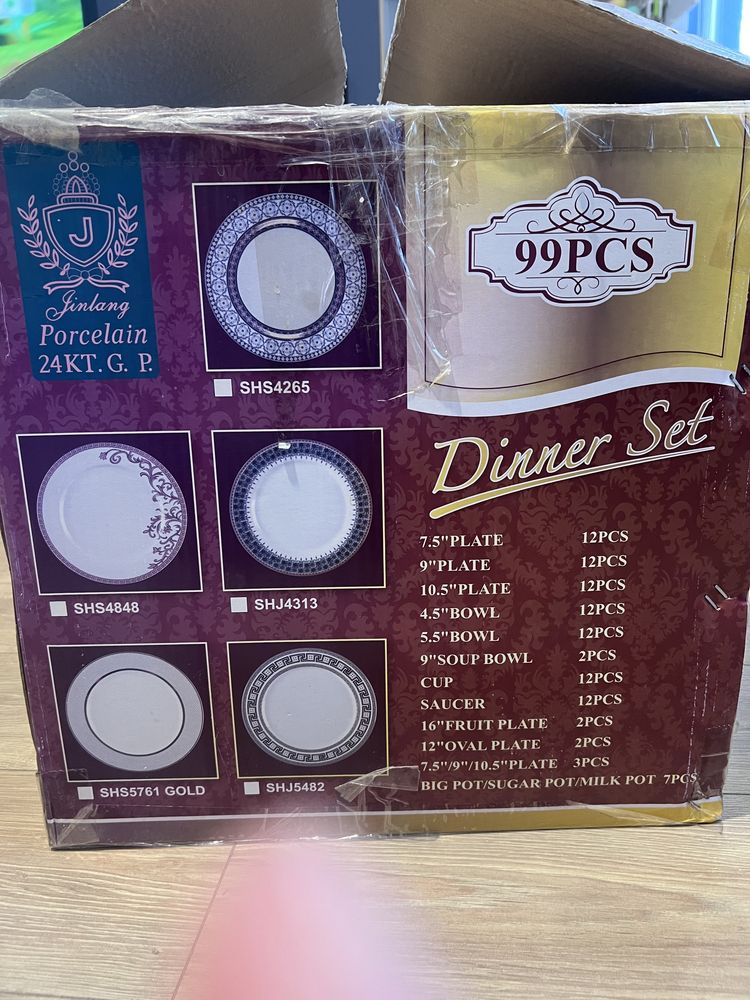 J
Jinlang
Porcelain
24KT. G. P.
SHS4265
SHS4848
SHJ4313
SHS5761 GOLD
SHJ5482
99PCS
Dinner Set
7.5"PLATE 12PCS
9"PLATE 12PCS
10.5"PLATE 12PCS
4.5"BOWL 12PCS
5.5"BOWL 12PCS
9"SOUP BOWL 2PCS
CUP 12PCS
SAUCER 12PCS
16"FRUIT PLATE 2PCS
12"OVAL PLATE 2PCS
7.5"/9"/10.5"PLATE 3PCS
BIG POT/SUGAR POT/MILK POT 7PCS